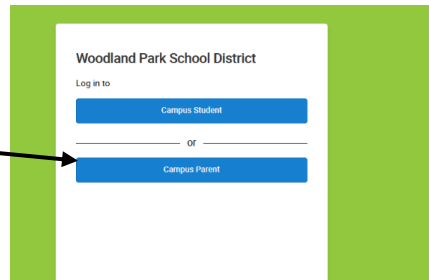 Woodland Park School District
Log in to
Campus Student
or
Campus Parent